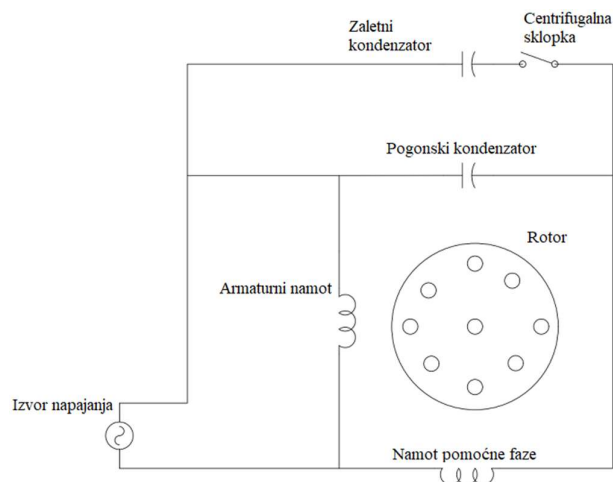 Zaletni
kondenzator
Centrifugalna
sklopka
Pogonski kondenzator
Rotor
Armaturni namot
Izvor napajanja
Namot pomoćne faze